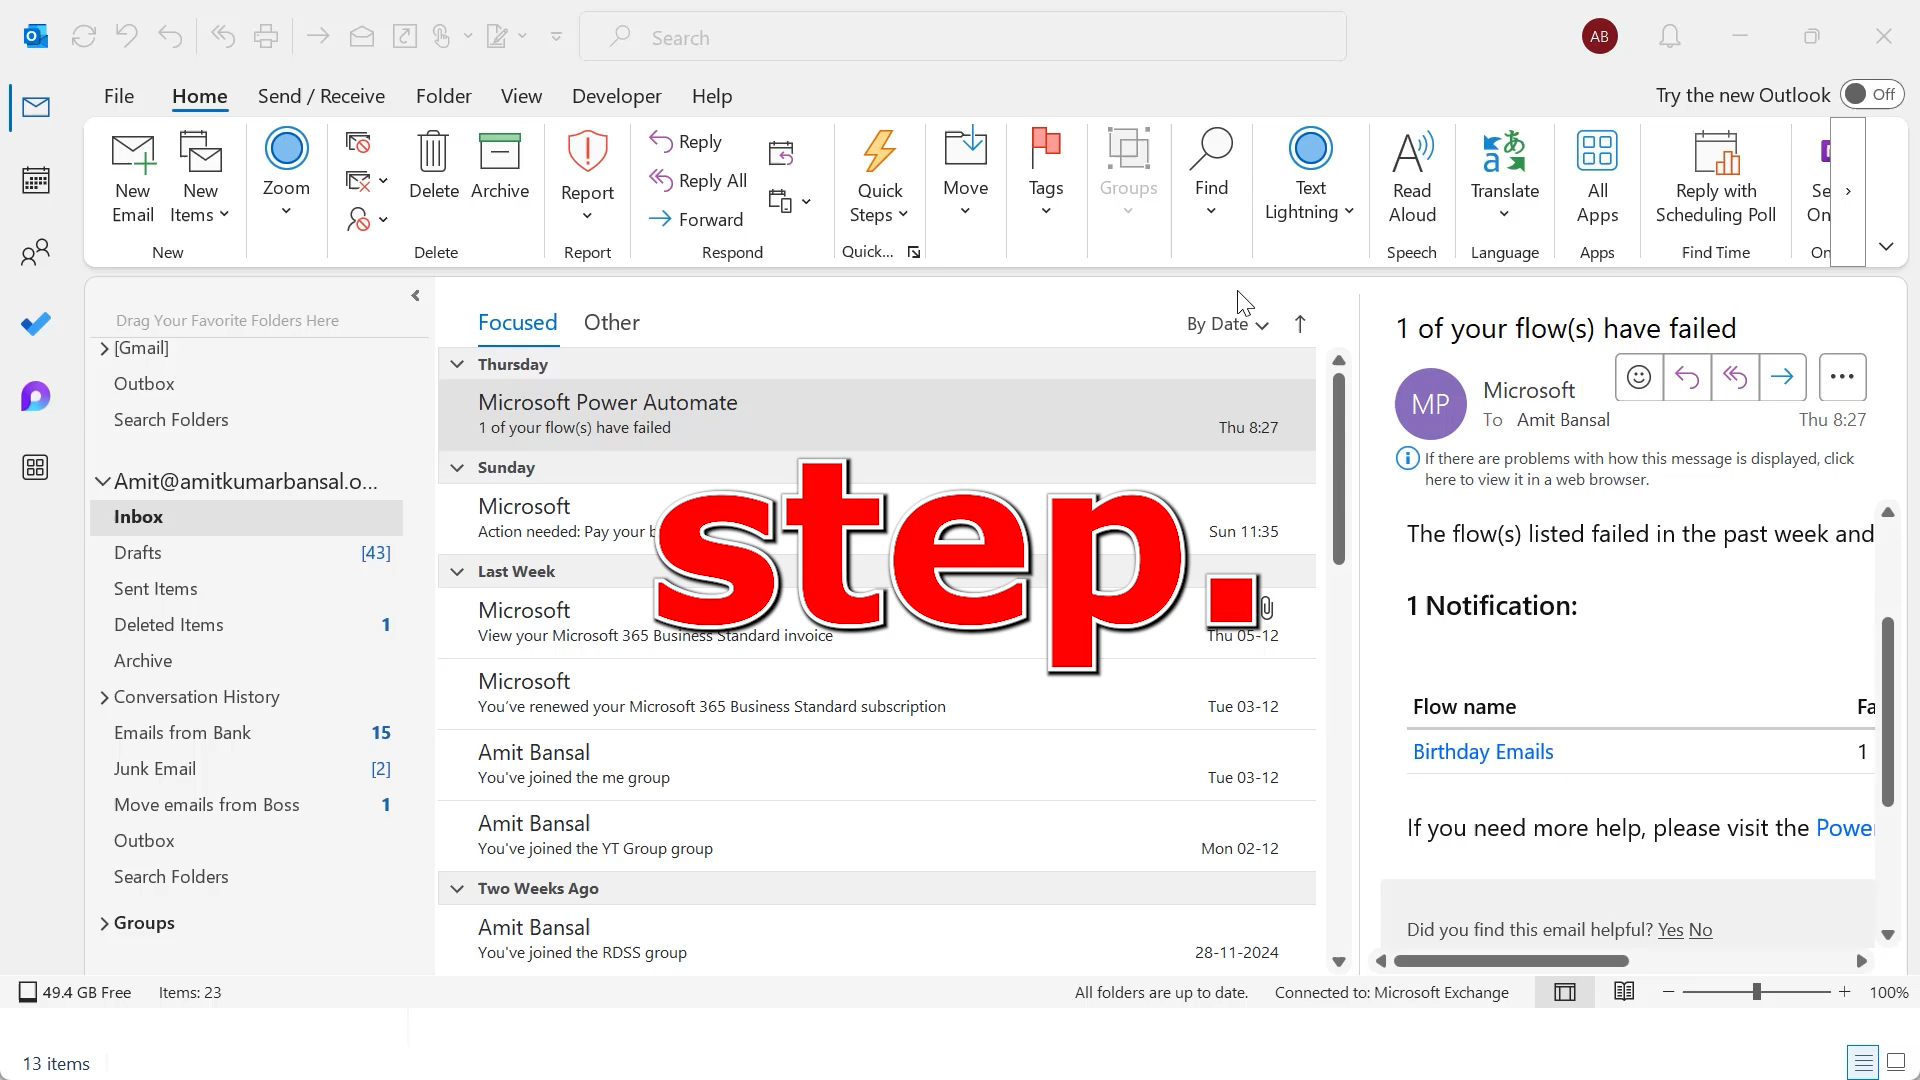 Search
AB
File Home Send / Receive Folder View Developer Help
Try the new Outlook Off
New Email
New Items
New
Zoom
Delete
Archive
Delete
Report
Report
Reply
Reply All
Forward
Respond
Quick Steps
Quick...
Move
Tags
Groups
Find
Text Lightning
Read Aloud
Speech
Translate
Language
All Apps
Apps
Reply with Scheduling Poll
Find Time
Se
On
On
Drag Your Favorite Folders Here
[Gmail]
Outbox
Search Folders
Amit@amitkumarbansal.o...
Inbox
Drafts [43]
Sent Items
Deleted Items 1
Archive
Conversation History
Emails from Bank 15
Junk Email [2]
Move emails from Boss 1
Outbox
Search Folders
Groups
Focused Other By Date
Thursday
Microsoft Power Automate
1 of your flow(s) have failed Thu 8:27
Sunday
Microsoft
Action needed: Pay your b Sun 11:35
Last Week
Microsoft
View your Microsoft 365 Business Standard invoice Thu 05-12
Microsoft
You've renewed your Microsoft 365 Business Standard subscription Tue 03-12
Amit Bansal
You've joined the me group Tue 03-12
Amit Bansal
You've joined the YT Group group Mon 02-12
Two Weeks Ago
Amit Bansal
You've joined the RDSS group 28-11-2024
step.
1 of your flow(s) have failed
MP
Microsoft
To Amit Bansal Thu 8:27
If there are problems with how this message is displayed, click
here to view it in a web browser.
The flow(s) listed failed in the past week and
1 Notification:
Flow name Fa
Birthday Emails 1
If you need more help, please visit the Power
Did you find this email helpful? Yes No
49.4 GB Free Items: 23 All folders are up to date. Connected to: Microsoft Exchange 100%
13 items